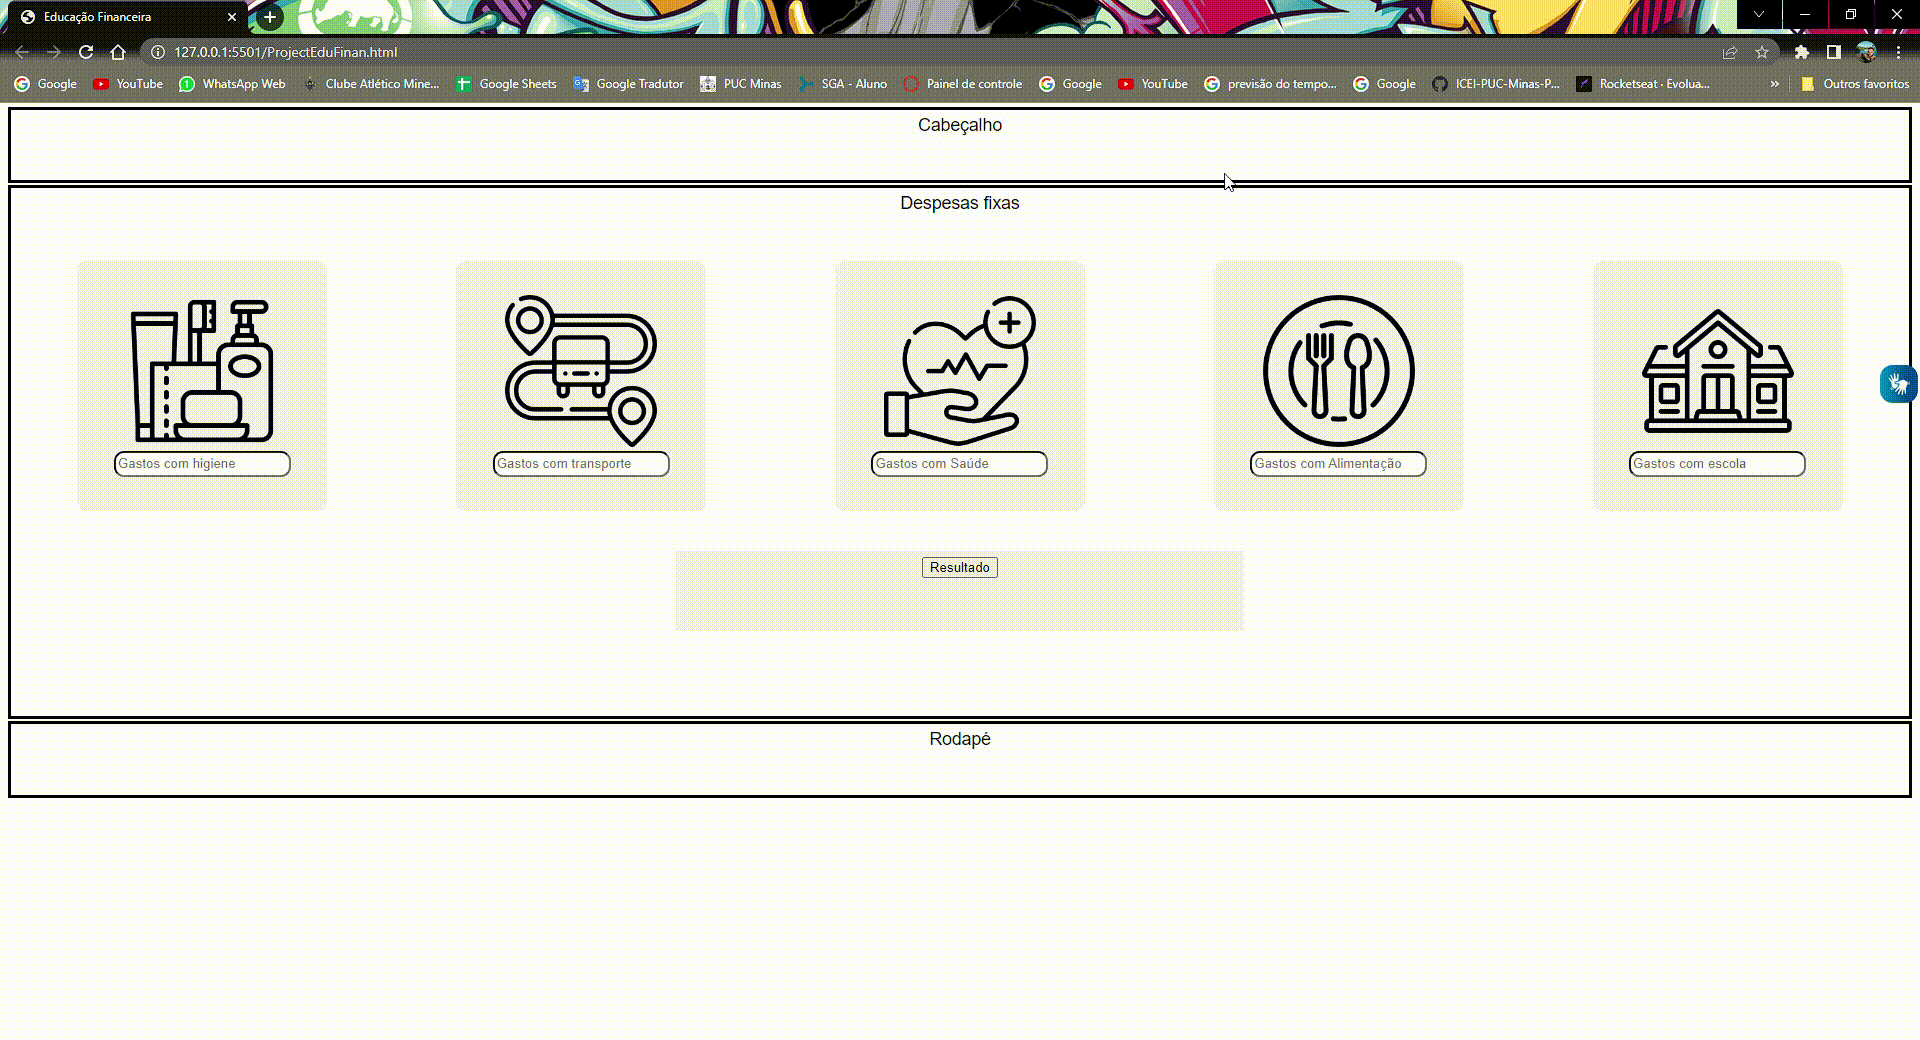 Educação Financeira
127.0.0.1:5501/ProjectEduFinan.html
Google YouTube WhatsApp Web Clube Atlético Mine... Google Sheets Google Tradutor PUC Minas SGA - Aluno Painel de controle Google YouTube previsão do tempo... Google ICEI-PUC-Minas-P... Rocketseat · Evolua... » Outros favoritos
Cabeçalho
Despesas fixas
Gastos com higiene Gastos com transporte Gastos com Saúde Gastos com Alimentação Gastos com escola
Resultado
Rodapé